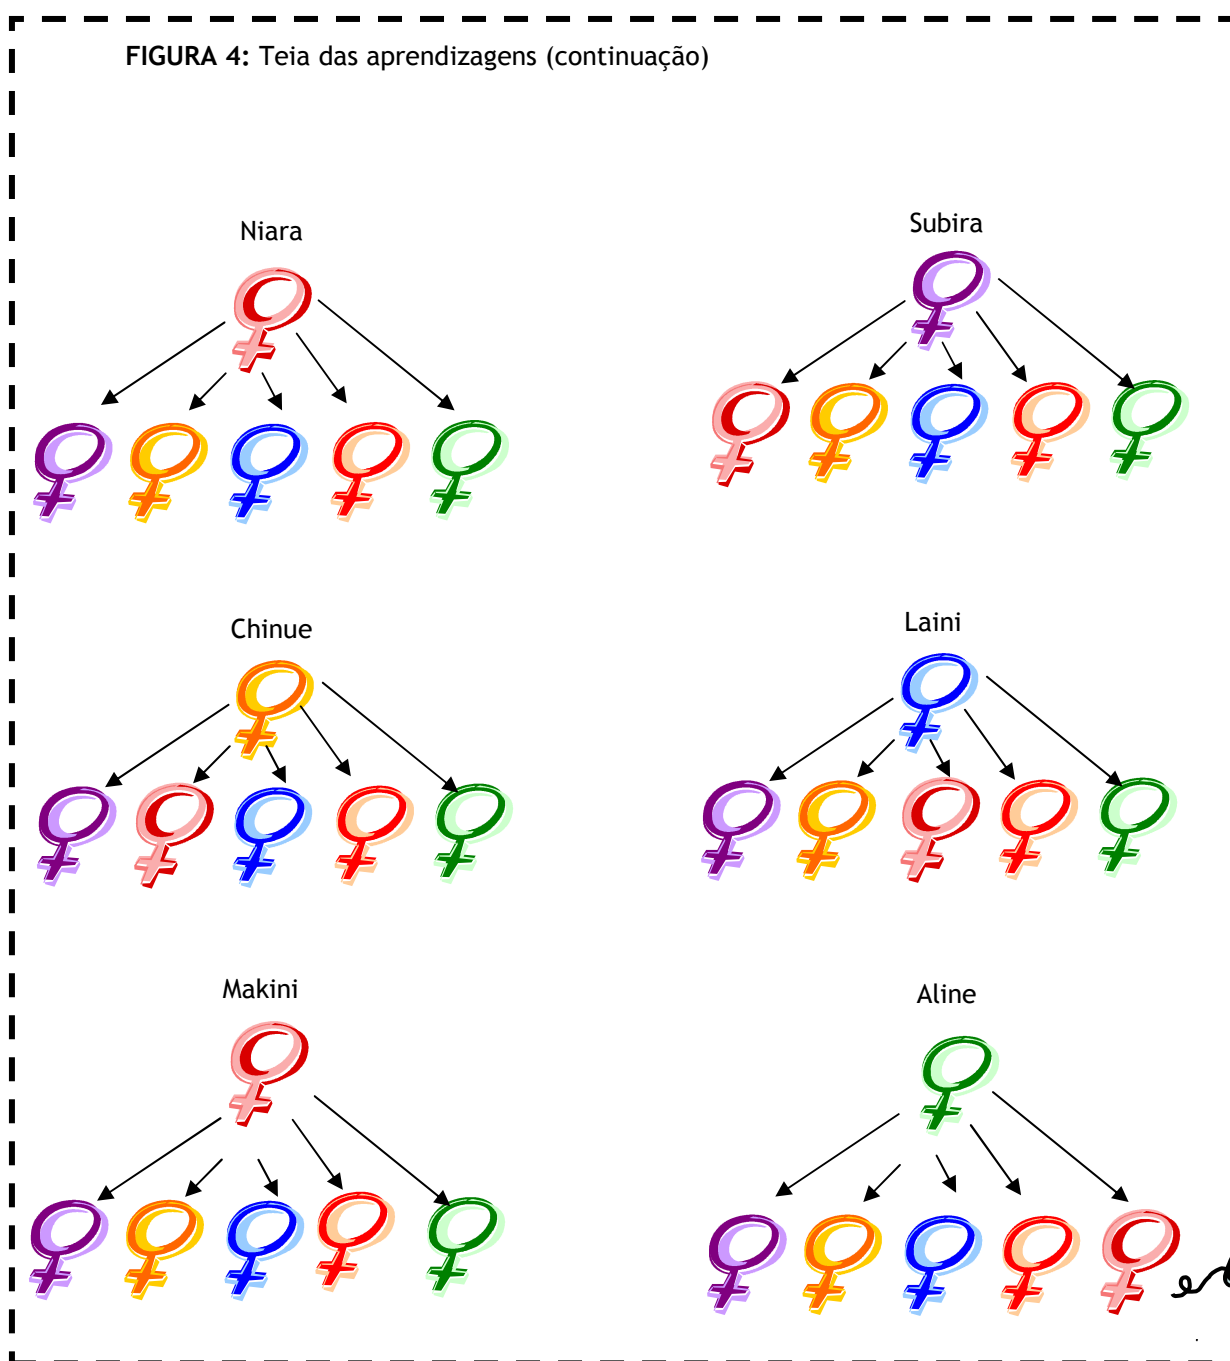 FIGURA 4: Teia das aprendizagens (continuação)
Niara
Subira
Chinue
Laini
Makini
Aline